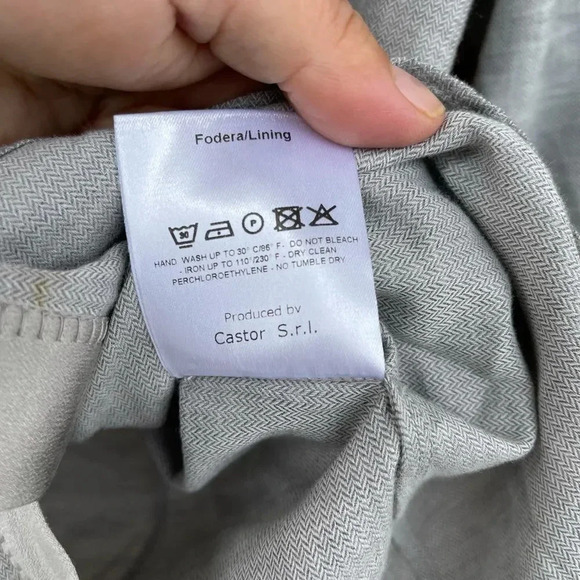 Fodera/Lining
30 P
HAND WASH UP TO 30° C/95° F- DO NOT BLEACH
- IRON UP TO 110°/230° F - DRY CLEAN
PERCHLOROETHYLENE - NO TUMBLE DRY
Produced by
Castor S.r.l.